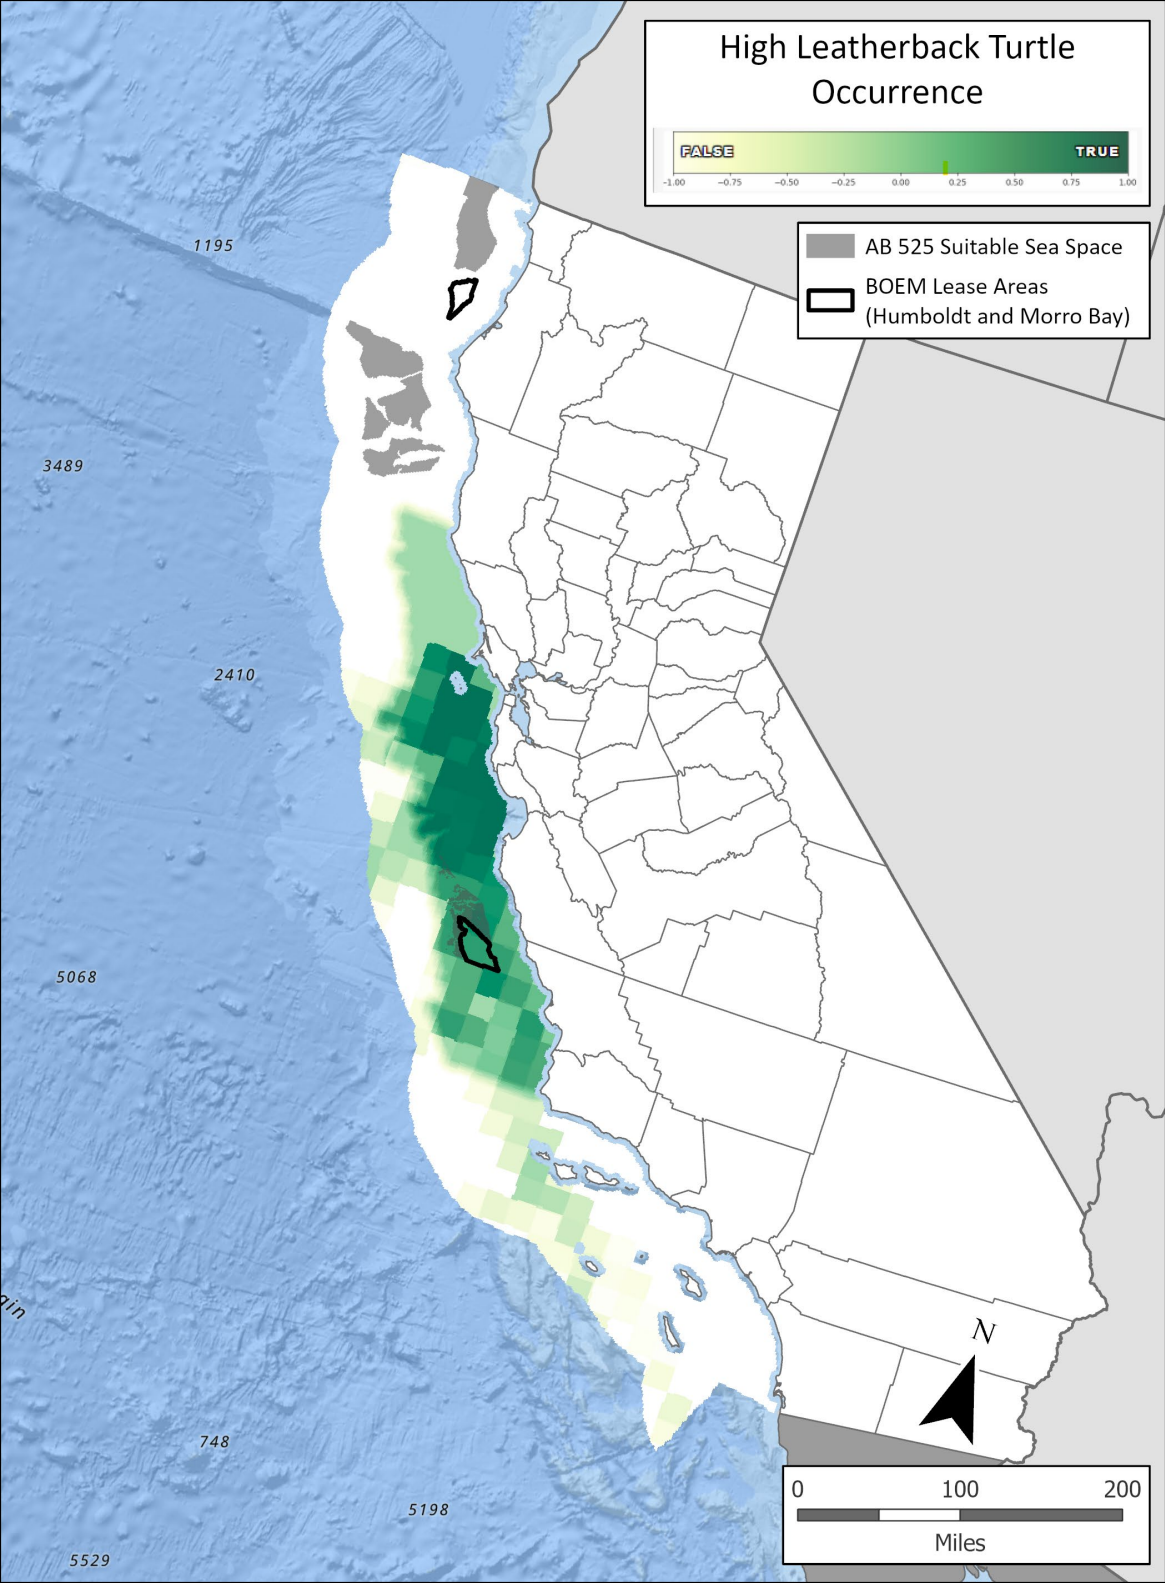 High Leatherback Turtle
Occurrence
FALSE TRUE
-1.00 -0.75 -0.50 -0.25 0.00 0.25 0.50 0.75 1.00
AB 525 Suitable Sea Space
BOEM Lease Areas
(Humboldt and Morro Bay)
1195
3489
2410
5068
gin
N
748
5198
5529
0 100 200
Miles